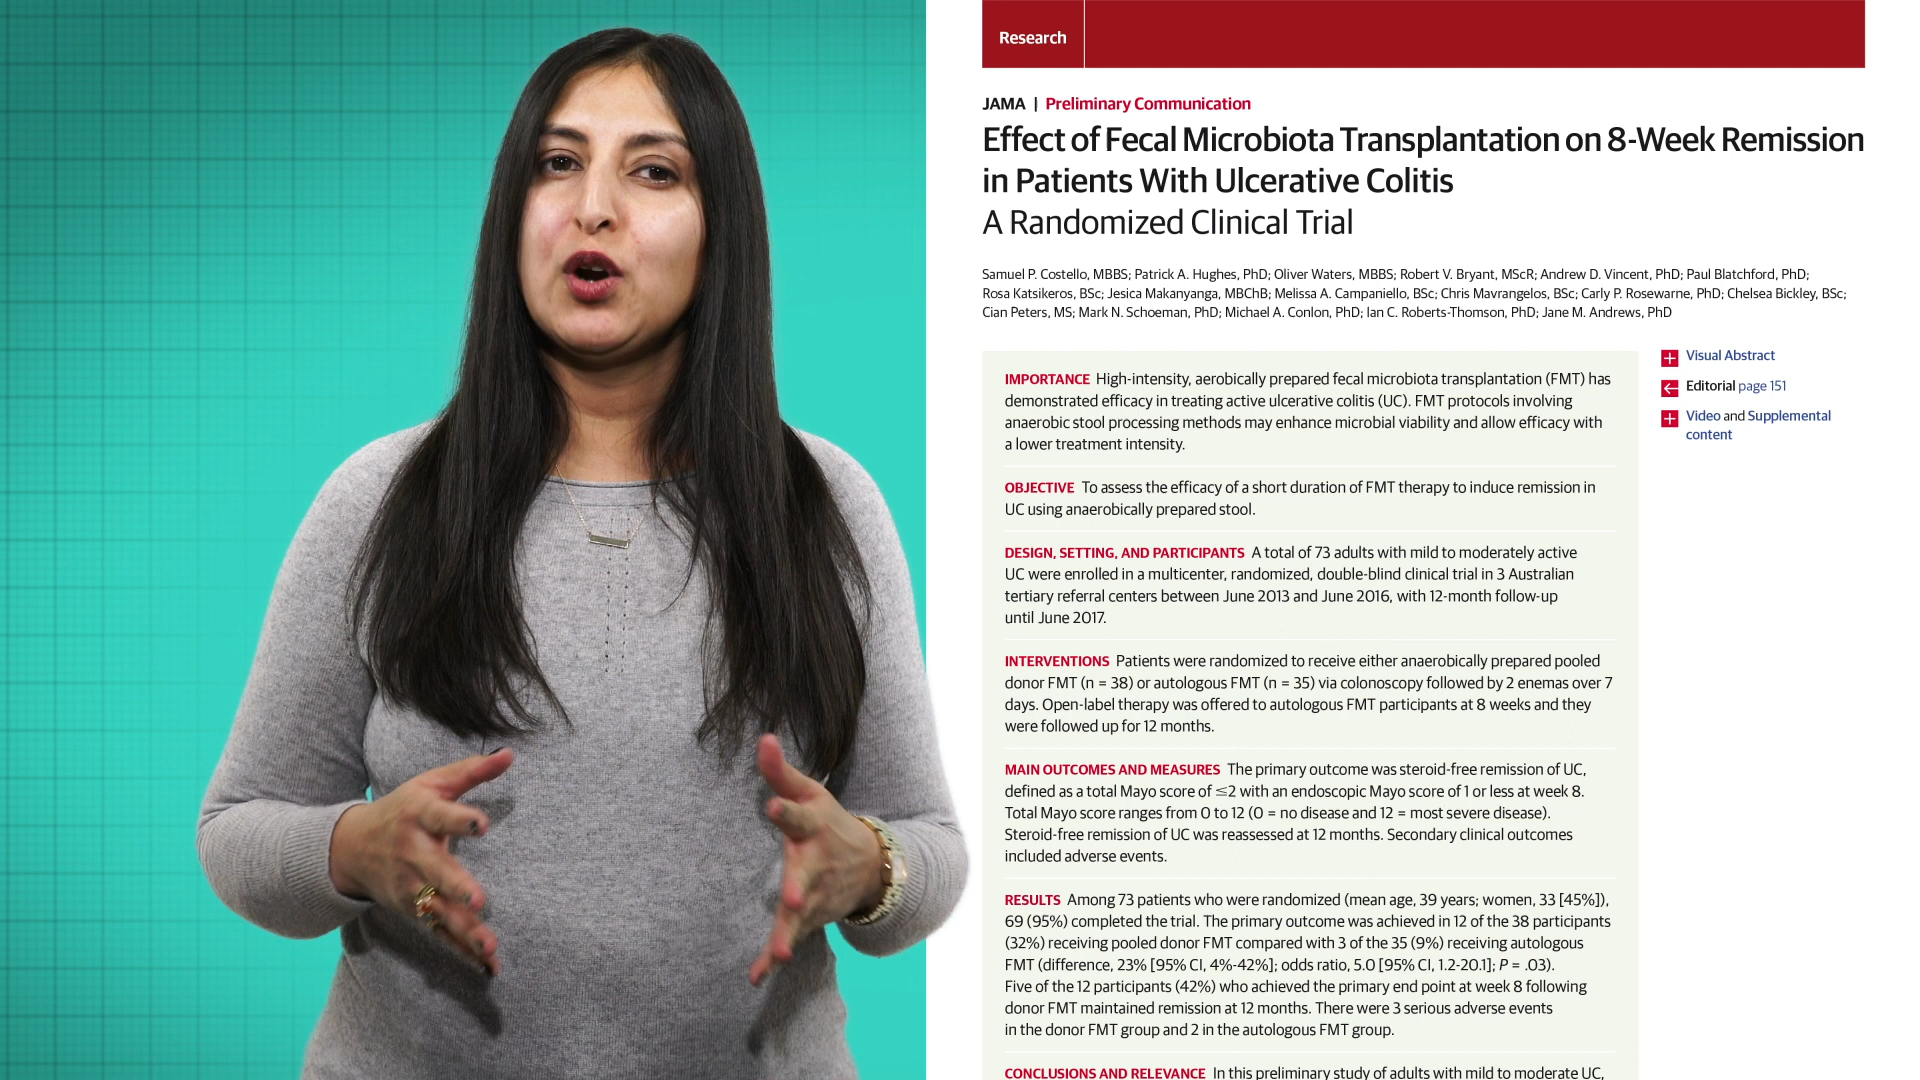 Research
JAMA | Preliminary Communication
Effect of Fecal Microbiota Transplantation on 8-Week Remission
in Patients With Ulcerative Colitis
A Randomized Clinical Trial
Samuel P. Costello, MBBS; Patrick A. Hughes, PhD; Oliver Waters, MBBS; Robert V. Bryant, MScR; Andrew D. Vincent, PhD; Paul Blatchford, PhD;
Rosa Katsikeros, BSc; Jesica Makanyanga, MBChB; Melissa A. Campaniello, BSc; Chris Mavrangelos, BSc; Carly P. Rosewarne, PhD; Chelsea Bickley, BSc;
Cian Peters, MS; Mark N. Schoeman, PhD; Michael A. Conlon, PhD; Ian C. Roberts-Thomson, PhD; Jane M. Andrews, PhD
IMPORTANCE High-intensity, aerobically prepared fecal microbiota transplantation (FMT) has
demonstrated efficacy in treating active ulcerative colitis (UC). FMT protocols involving
anaerobic stool processing methods may enhance microbial viability and allow efficacy with
a lower treatment intensity.
OBJECTIVE To assess the efficacy of a short duration of FMT therapy to induce remission in
UC using anaerobically prepared stool.
DESIGN, SETTING, AND PARTICIPANTS A total of 73 adults with mild to moderately active
UC were enrolled in a multicenter, randomized, double-blind clinical trial in 3 Australian
tertiary referral centers between June 2013 and June 2016, with 12-month follow-up
until June 2017.
INTERVENTIONS Patients were randomized to receive either anaerobically prepared pooled
donor FMT (n = 38) or autologous FMT (n = 35) via colonoscopy followed by 2 enemas over 7
days. Open-label therapy was offered to autologous FMT participants at 8 weeks and they
were followed up for 12 months.
MAIN OUTCOMES AND MEASURES The primary outcome was steroid-free remission of UC,
defined as a total Mayo score of ≤2 with an endoscopic Mayo score of 1 or less at week 8.
Total Mayo score ranges from 0 to 12 (0 = no disease and 12 = most severe disease).
Steroid-free remission of UC was reassessed at 12 months. Secondary clinical outcomes
included adverse events.
RESULTS Among 73 patients who were randomized (mean age, 39 years; women, 33 [45%]),
69 (95%) completed the trial. The primary outcome was achieved in 12 of the 38 participants
(32%) receiving pooled donor FMT compared with 3 of the 35 (9%) receiving autologous
FMT (difference, 23% [95% CI, 4%-42%]; odds ratio, 5.0 [95% CI, 1.2-20.1]; P = .03).
Five of the 12 participants (42%) who achieved the primary end point at week 8 following
donor FMT maintained remission at 12 months. There were 3 serious adverse events
in the donor FMT group and 2 in the autologous FMT group.
CONCLUSIONS AND RELEVANCE In this preliminary study of adults with mild to moderate UC,
Visual Abstract
Editorial page 151
Video and Supplemental
content